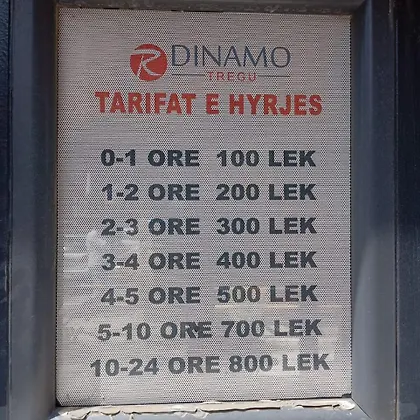 R DINAMO
TREGU
TARIFAT E HYRJES
0-1 ORE 100 LEK
1-2 ORE 200 LEK
2-3 ORE 300 LEK
3-4 ORE 400 LEK
4-5 ORE 500 LEK
5-10 ORE 700 LEK
10-24 ORE 800 LEK